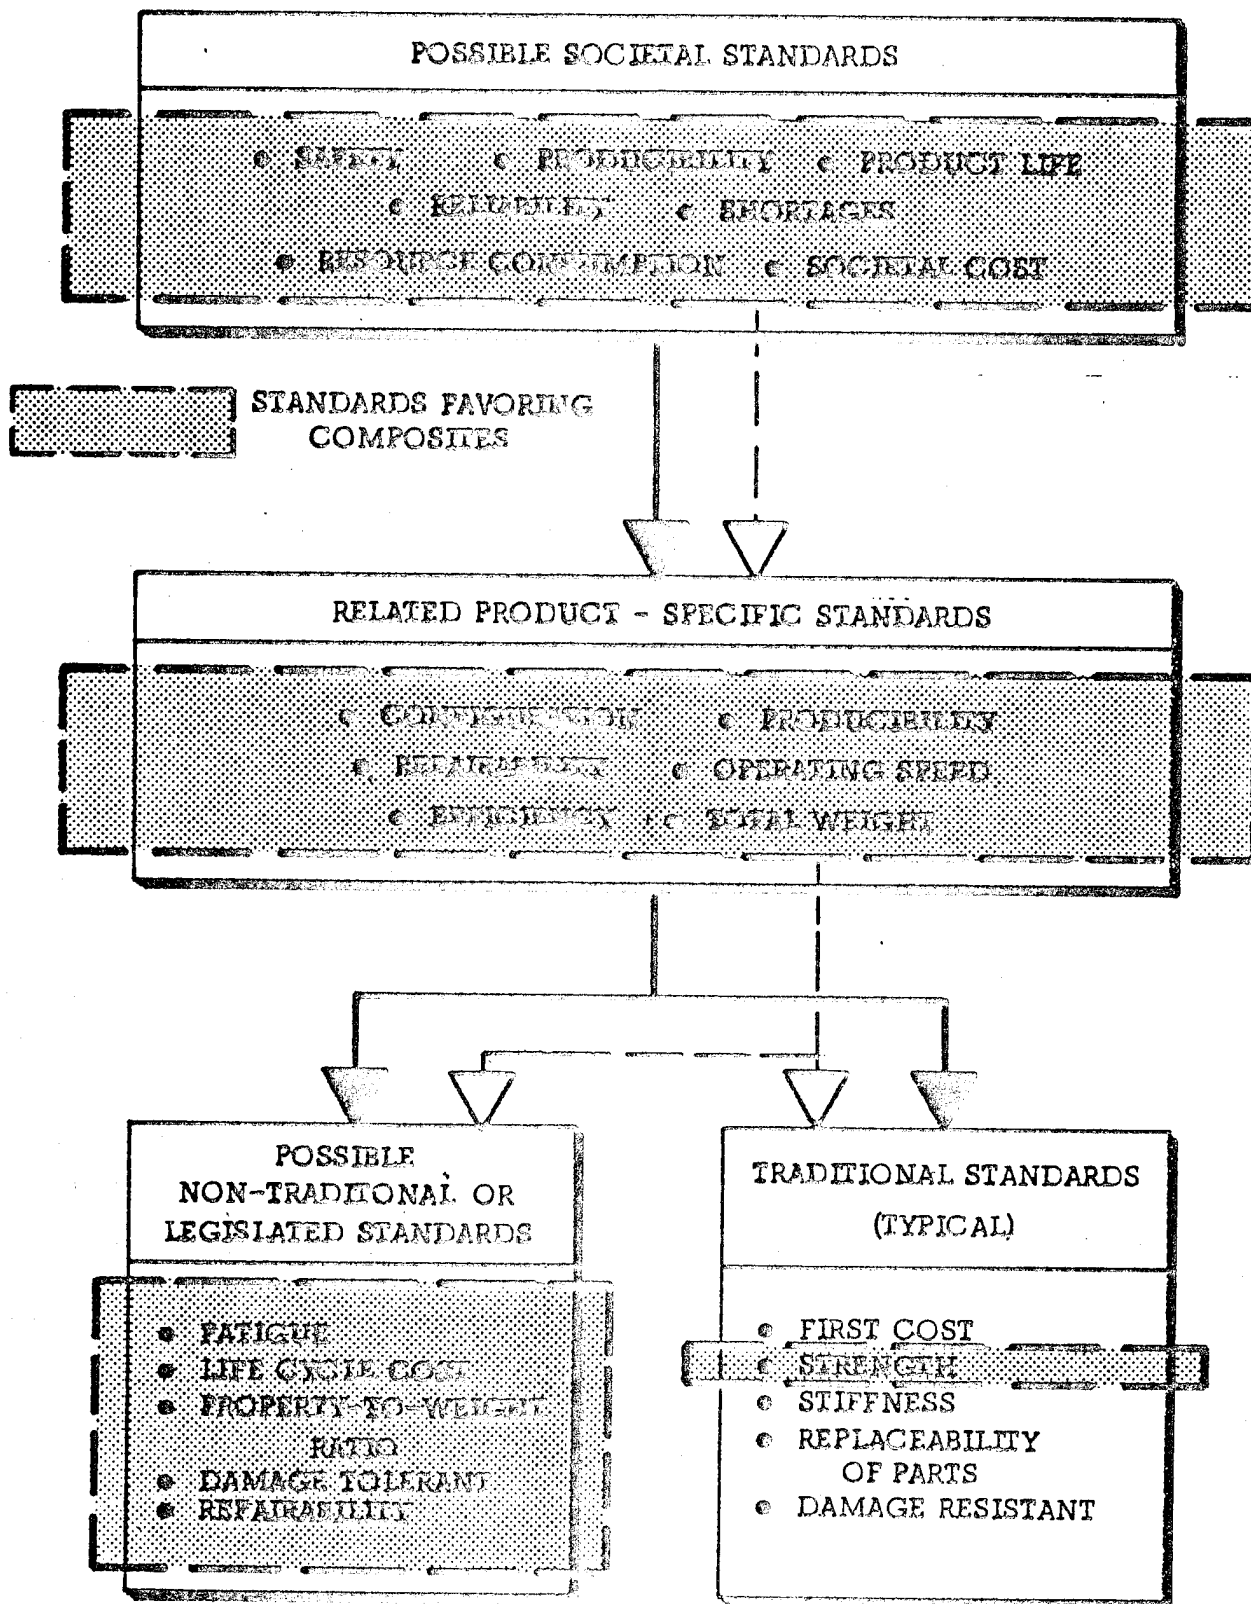 POSSIBLE SOCIETAL STANDARDS
• SAFETY • PRODUCIBILITY • PRODUCT LIFE
• RELIABILITY • SHORTAGES
• RESOURCE CONSUMPTION • SOCIETAL COST
STANDARDS FAVORING
COMPOSITES
RELATED PRODUCT - SPECIFIC STANDARDS
• CONFIGURATION • PRODUCIBILITY
• REPAIRABILITY • OPERATING SPEED
• EFFICIENCY • TOTAL WEIGHT
POSSIBLE
NON-TRADITONAL OR
LEGISLATED STANDARDS
• FATIGUE
• LIFE CYCLE COST
• PROPERTY-TO-WEIGHT
RATIO
• DAMAGE TOLERANT
• REPAIRABILITY
TRADITIONAL STANDARDS
(TYPICAL)
• FIRST COST
• STRENGTH
• STIFFNESS
• REPLACEABILITY
OF PARTS
• DAMAGE RESISTANT